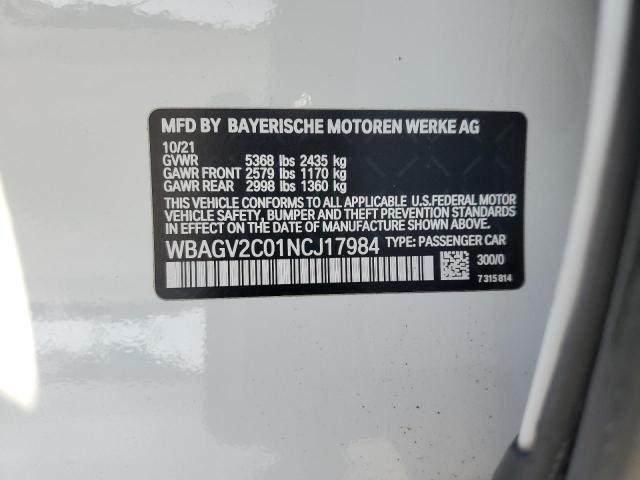 MFD BY BAYERISCHE MOTOREN WERKE AG
10/21
GVWR 5368 lbs 2435 kg
GAWR FRONT 2579 lbs 1170 kg
GAWR REAR 2998 lbs 1360 kg
THIS VEHICLE CONFORMS TO ALL APPLICABLE U.S.FEDERAL MOTOR
VEHICLE SAFETY, BUMPER AND THEFT PREVENTION STANDARDS
IN EFFECT ON THE DATE OF MANUFACTURE SHOWN ABOVE.
WBAGV2C01NCJ17984 TYPE: PASSENGER CAR
300/0
7315814